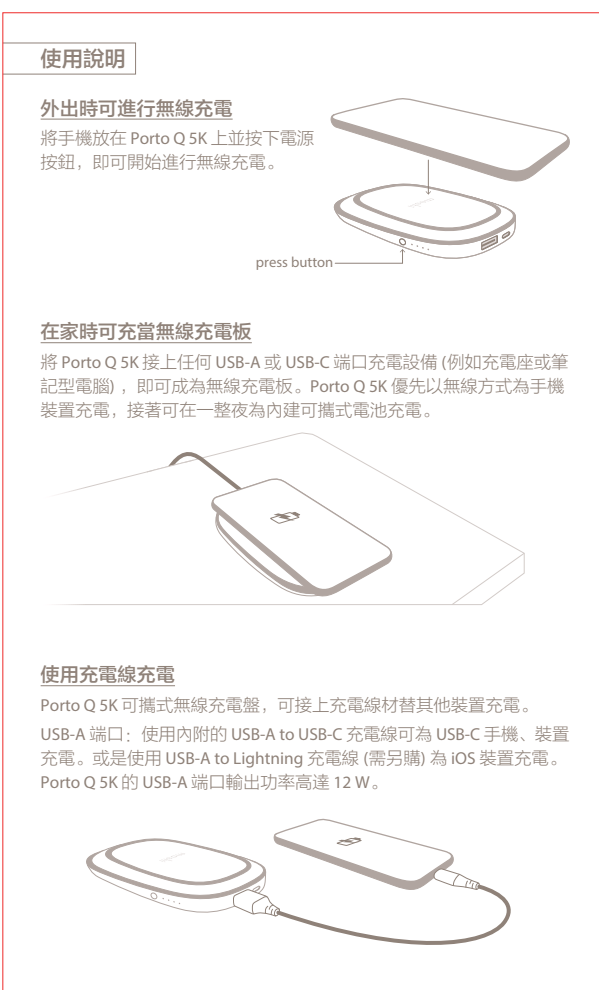 使用說明
外出時可進行無線充電
將手機放在 Porto Q 5K 上並按下電源
按鈕，即可開始進行無線充電。
press button
在家時可充當無線充電板
將 Porto Q 5K 接上任何 USB-A 或 USB-C 端口充電設備 (例如充電座或筆
記型電腦) ，即可成為無線充電板。Porto Q 5K 優先以無線方式為手機
裝置充電，接著可在一整夜為內建可攜式電池充電。
使用充電線充電
Porto Q 5K 可攜式無線充電盤，可接上充電線材替其他裝置充電。
USB-A 端口：使用內附的 USB-A to USB-C 充電線可為 USB-C 手機、裝置
充電。或是使用 USB-A to Lightning 充電線 (需另購) 為 iOS 裝置充電。
Porto Q 5K 的 USB-A 端口輸出功率高達 12 W。